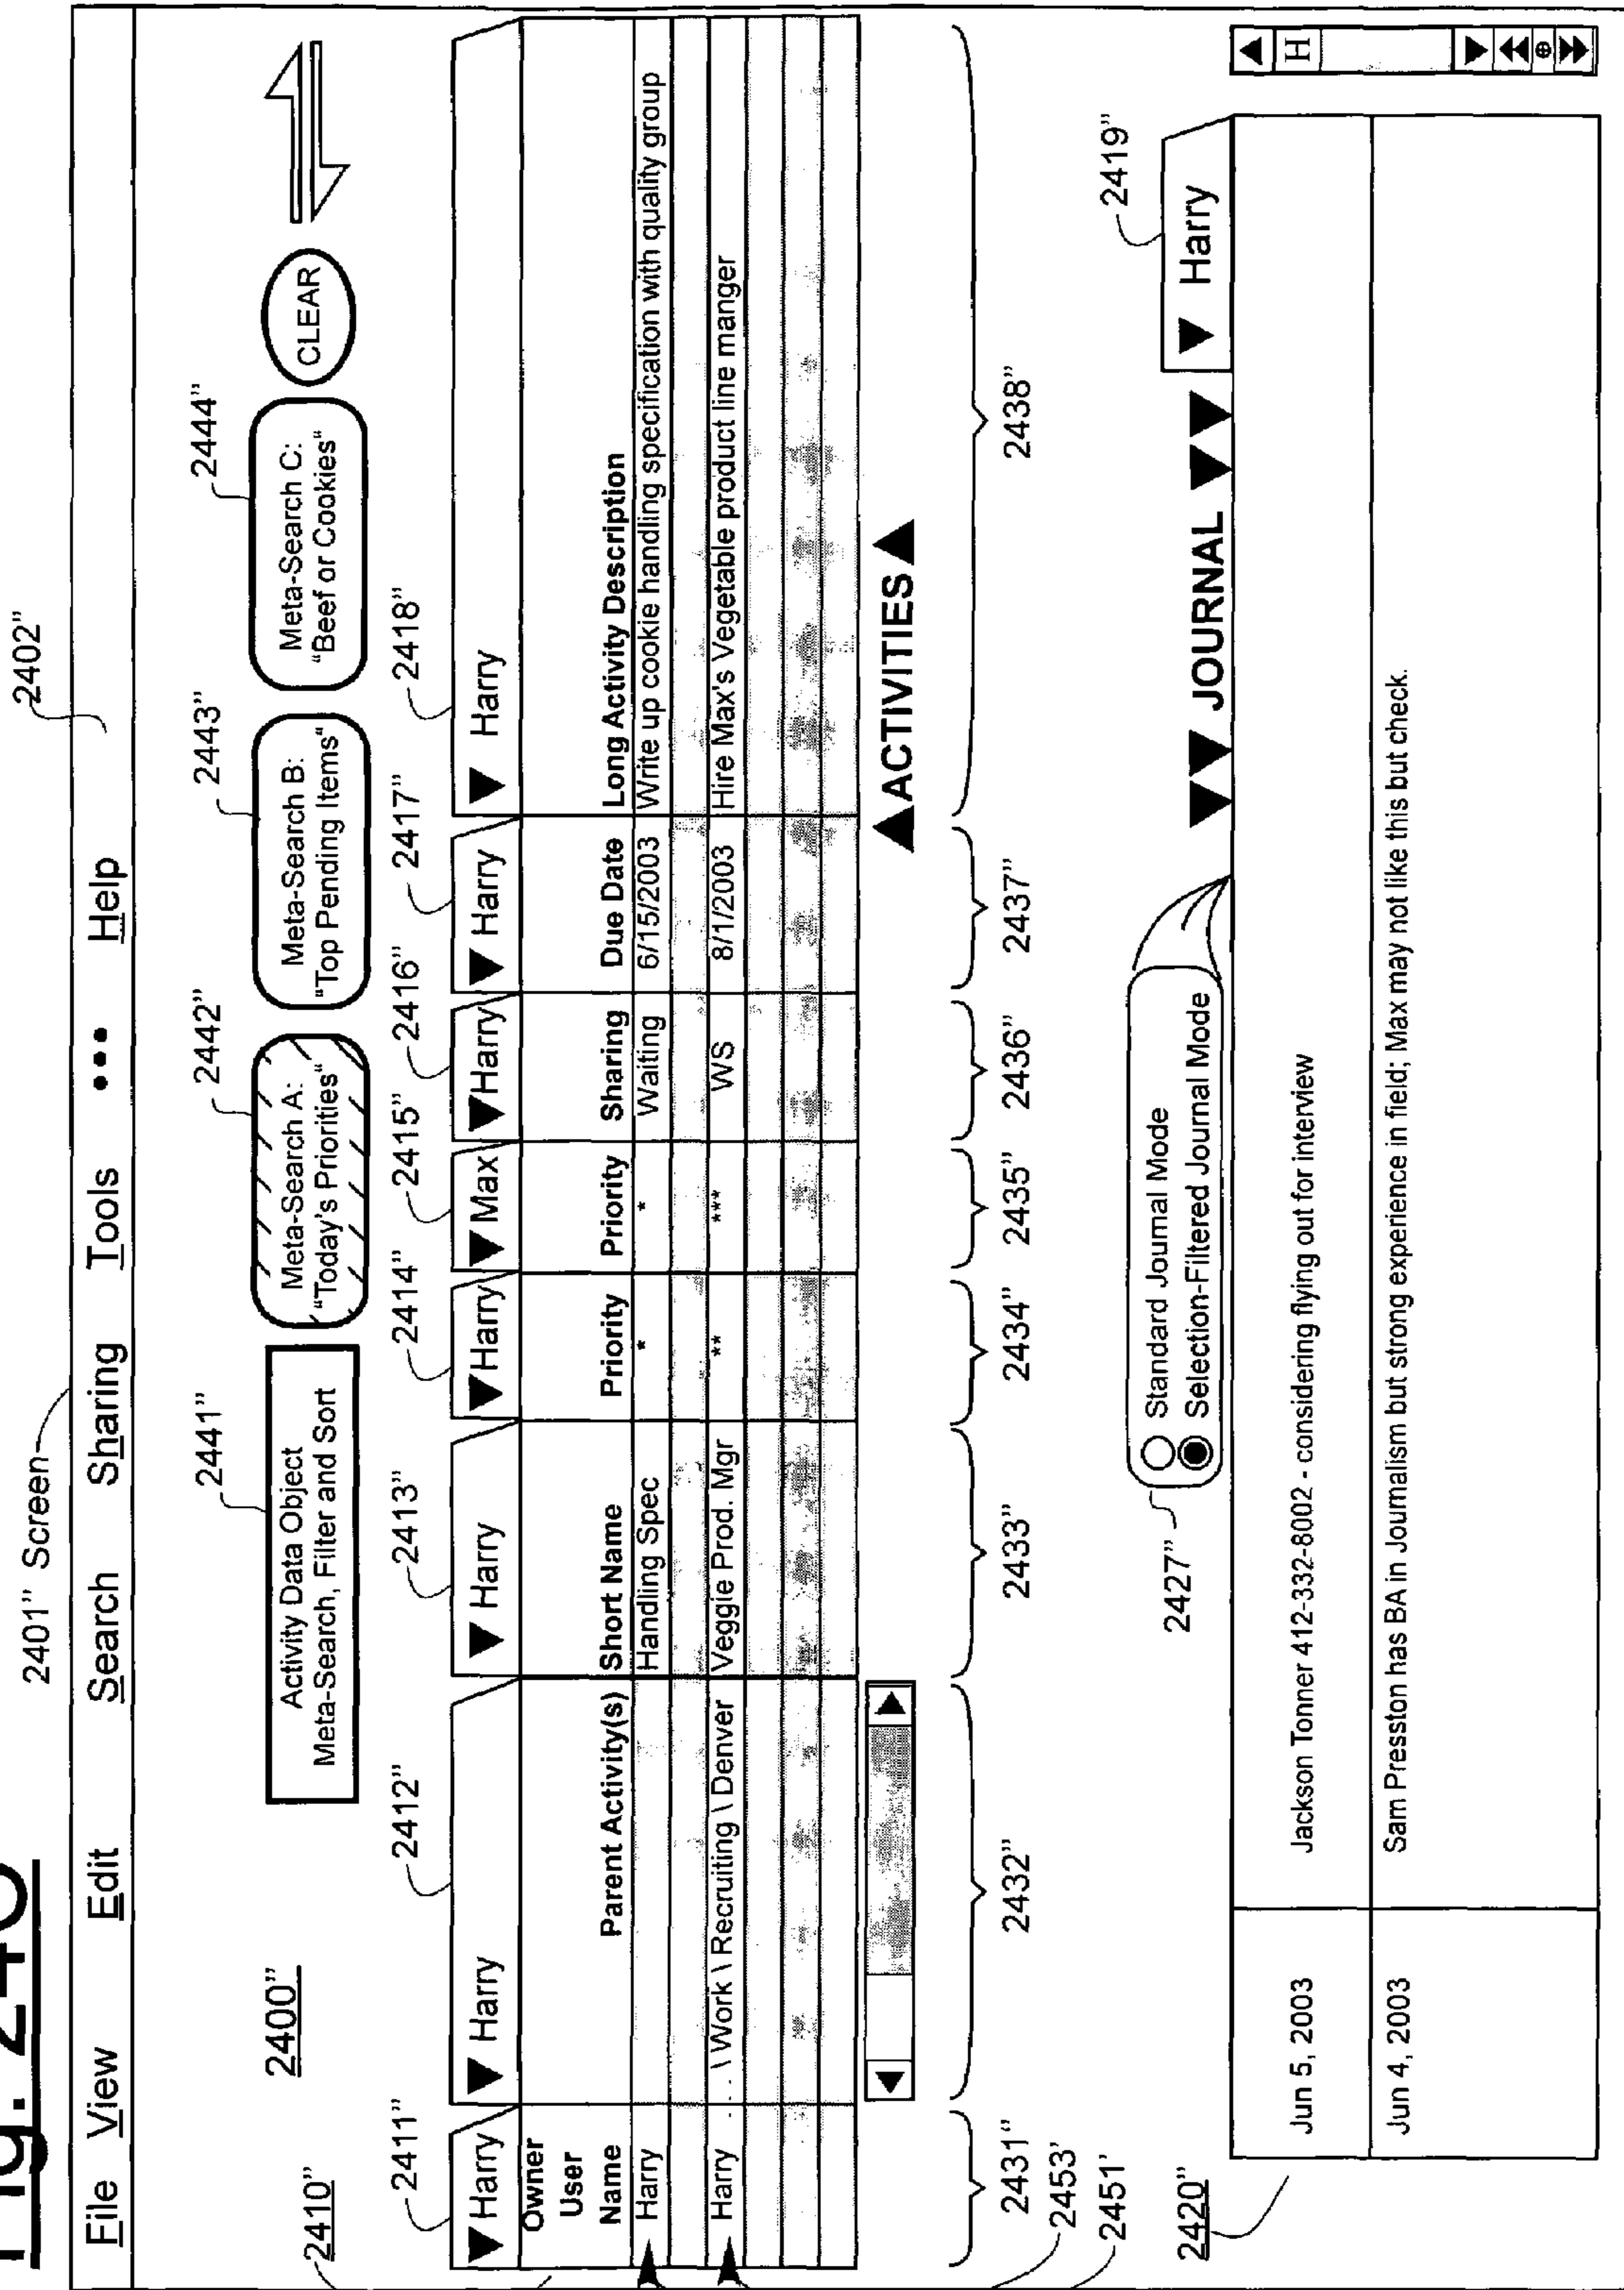 Fig. 24C
2401" Screen
2402"
File View Edit Search Sharing Tools ••• Help
2400"
2441"
Activity Data Object
Meta-Search, Filter and Sort
2442"
Meta-Search A:
"Today's Priorities"
2443"
Meta-Search B:
"Top Pending Items"
2444"
Meta-Search C:
"Beef or Cookies"
CLEAR
2410"
2411" 2412" 2413" 2414" 2415" 2416" 2417" 2418"
▼Harry ▼ Harry ▼ Harry ▼Harry ▼Max ▼Harry ▼ Harry ▼ Harry
Owner
User
Name Parent Activity(s) Short Name Priority Priority Sharing Due Date Long Activity Description
Harry Handling Spec * * Waiting 6/15/2003 Write up cookie handling specification with quality group
Harry . . . \ Work \ Recruiting \ Denver Veggie Prod. Mgr ** *** WS 8/1/2003 Hire Max's Vegetable product line manger
▲ACTIVITIES▲
2431" 2432" 2433" 2434" 2435" 2436" 2437" 2438"
2453'
2451'
2420"
2427"
Standard Journal Mode
Selection-Filtered Journal Mode
▼▼ JOURNAL ▼▼
▼ Harry
2419"
H
Jun 5, 2003 Jackson Tonner 412-332-8002 - considering flying out for interview
Jun 4, 2003 Sam Presston has BA in Journalism but strong experience in field; Max may not like this but check.